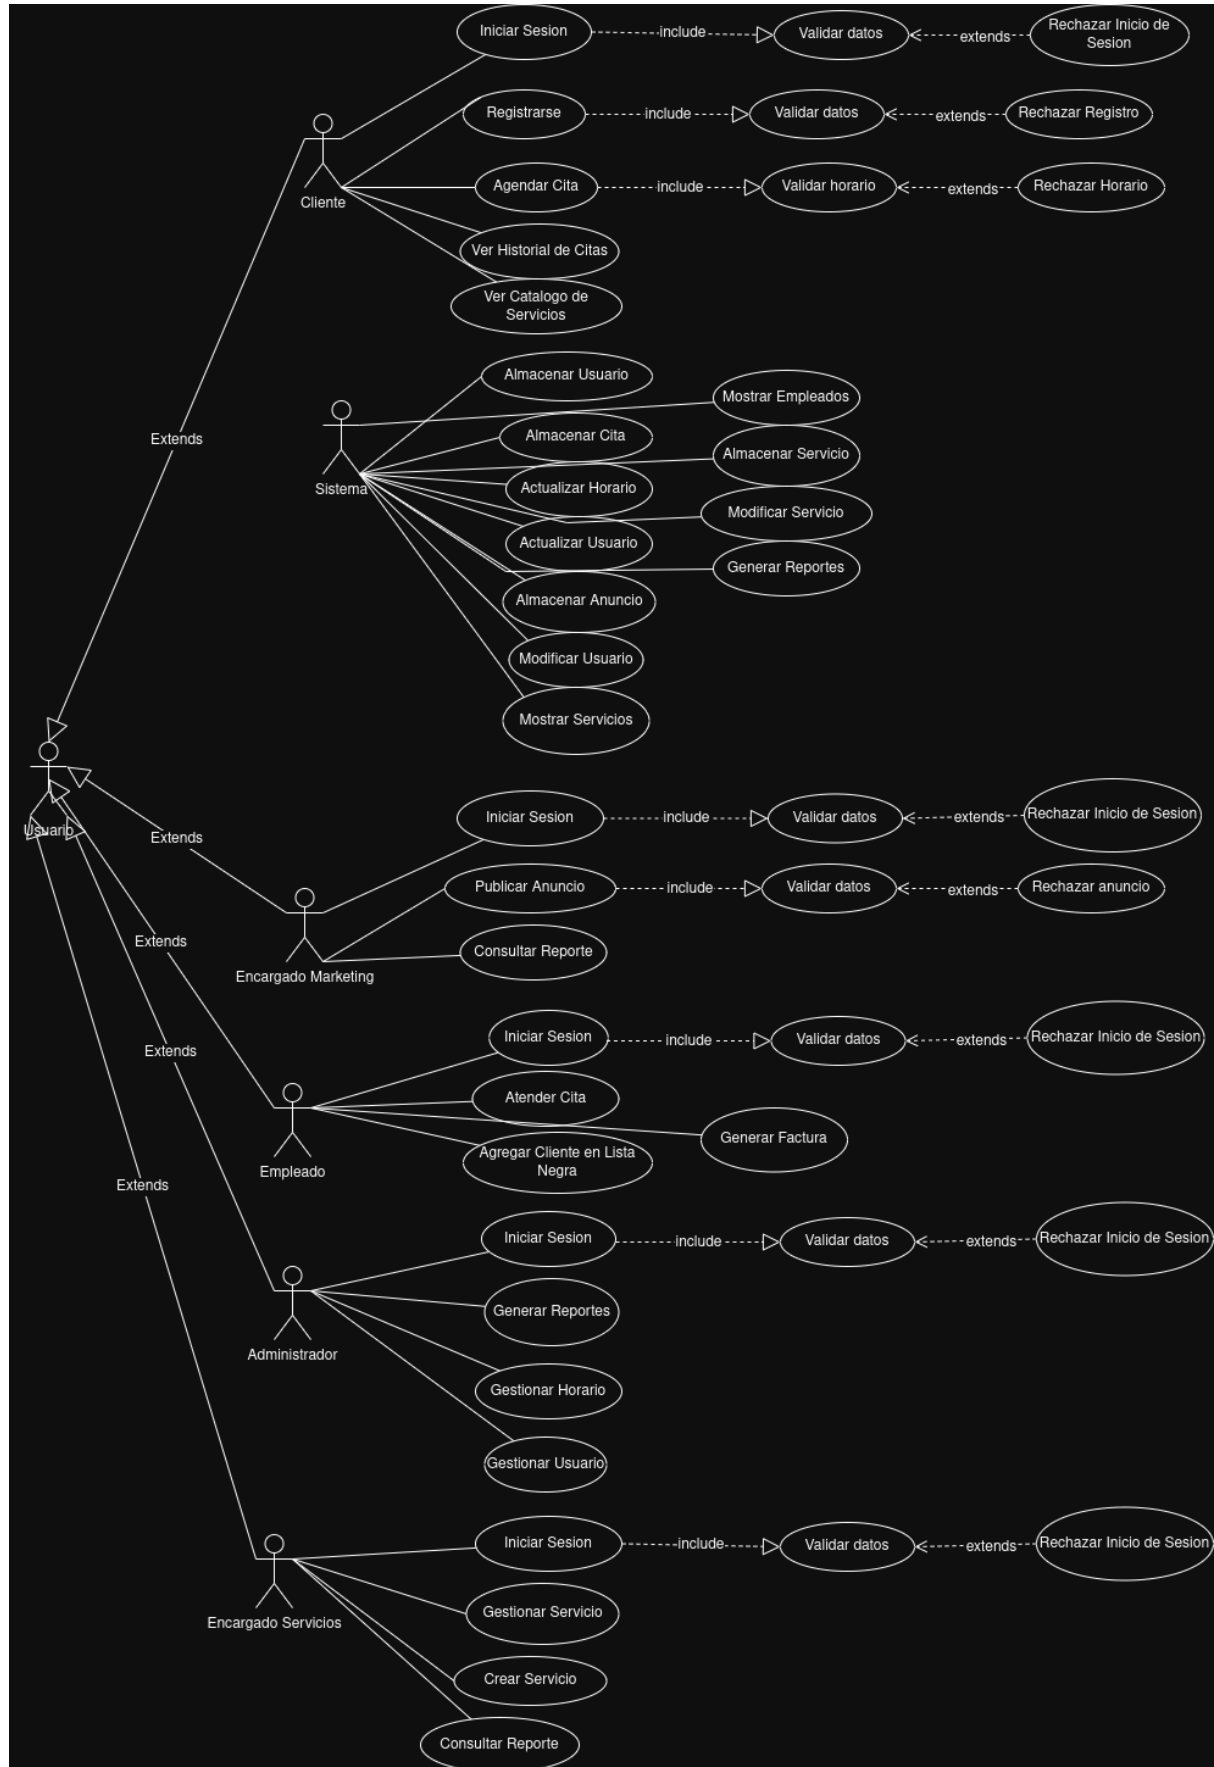 Iniciar Sesion
include
Validar datos
extends
Rechazar Inicio de
Sesion
Registrarse
include
Validar datos
extends
Rechazar Registro
Cliente
Agendar Cita
include
Validar horario
extends
Rechazar Horario
Ver Historial de Citas
Ver Catalogo de
Servicios
Extends
Sistema
Almacenar Usuario
Mostrar Empleados
Almacenar Cita
Almacenar Servicio
Actualizar Horario
Modificar Servicio
Actualizar Usuario
Generar Reportes
Almacenar Anuncio
Modificar Usuario
Mostrar Servicios
Usuario
Extends
Iniciar Sesion
include
Validar datos
extends
Rechazar Inicio de Sesion
Publicar Anuncio
include
Validar datos
extends
Rechazar anuncio
Consultar Reporte
Encargado Marketing
Extends
Iniciar Sesion
include
Validar datos
extends
Rechazar Inicio de Sesion
Extends
Atender Cita
Generar Factura
Agregar Cliente en Lista
Negra
Empleado
Extends
Iniciar Sesion
include
Validar datos
extends
Rechazar Inicio de Sesion
Generar Reportes
Administrador
Gestionar Horario
Gestionar Usuario
Iniciar Sesion
include
Validar datos
extends
Rechazar Inicio de Sesion
Encargado Servicios
Gestionar Servicio
Crear Servicio
Consultar Reporte